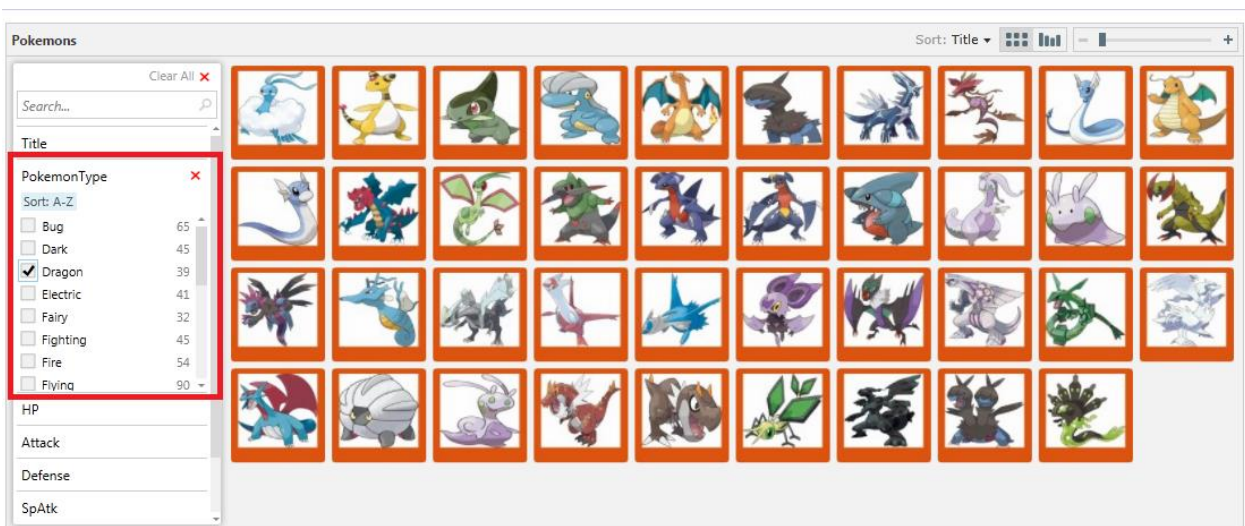 Pokemons
Sort: Title
Clear All
Search...
Title
PokemonType
Sort: A-Z
Bug 65
Dark 45
Dragon 39
Electric 41
Fairy 32
Fighting 45
Fire 54
Flying 90
HP
Attack
Defense
SpAtk